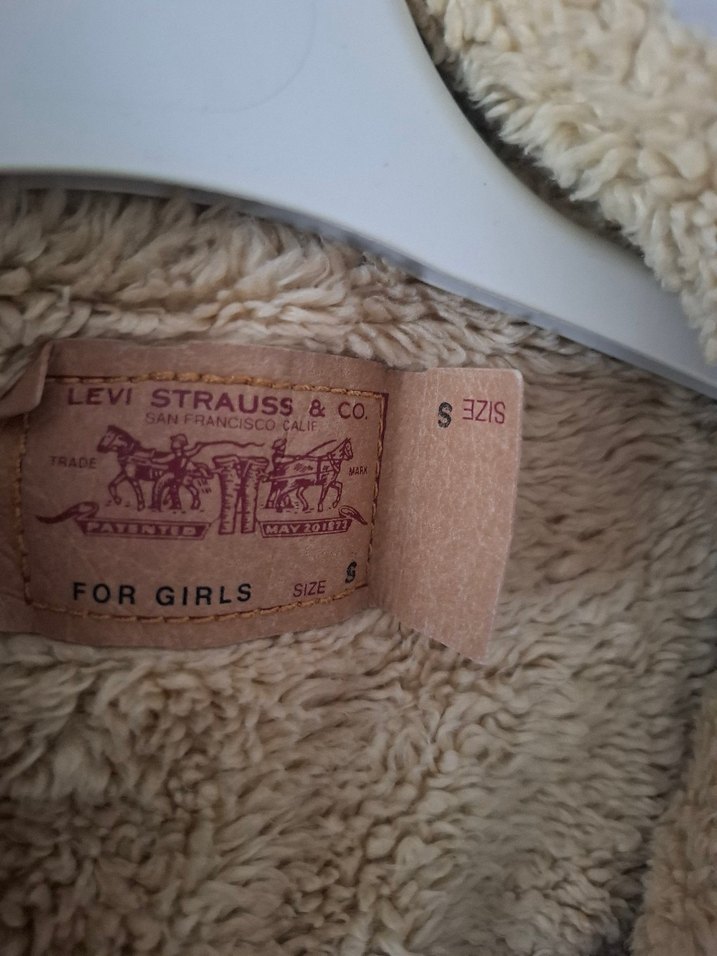 LEVI STRAUSS & CO.
SAN FRANCISCO CALIF
TRADE MARK
PATENTED MAY 20 1873
FOR GIRLS SIZE S
SIZE S